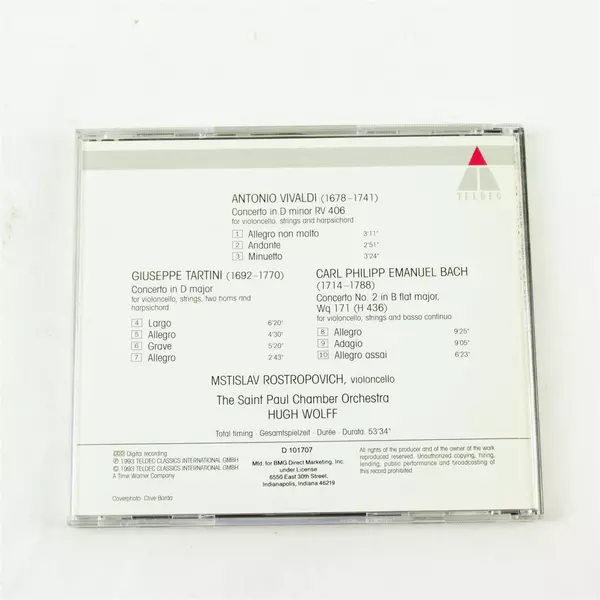 TELDEC
ANTONIO VIVALDI (1678-1741)
Concerto in D minor RV 406
for violoncello, strings and harpsichord
1 Allegro non molto 3'11"
2 Andante 2'51"
3 Minuetto 3'24"
GIUSEPPE TARTINI (1692-1770)
Concerto in D major
for violoncello, strings, two horns and
harpsichord
4 Largo 6'20"
5 Allegro 4'30"
6 Grave 5'20"
7 Allegro 2'43"
CARL PHILIPP EMANUEL BACH
(1714-1788)
Concerto No. 2 in B flat major,
Wq 171 (H 436)
for violoncello, strings and basso continuo
8 Allegro 9'25"
9 Adagio 9'05"
10 Allegro assai 6'23"
MSTISLAV ROSTROPOVICH, violoncello
The Saint Paul Chamber Orchestra
HUGH WOLFF
Total timing · Gesamtspielzeit · Durée · Durata: 53'34"
DDD Digital recording
℗ 1993 TELDEC CLASSICS INTERNATIONAL GMBH
© 1993 TELDEC CLASSICS INTERNATIONAL GMBH
A Time Warner Company
Coverphoto: Clive Barda
D 101707
Mfd. for BMG Direct Marketing, Inc.
under License
6550 East 30th Street,
Indianapolis, Indiana 46219
All rights of the producer and of the owner of the work
reserved. Unauthorized copying, hiring,
lending, public performance and broadcasting of
this record prohibited.